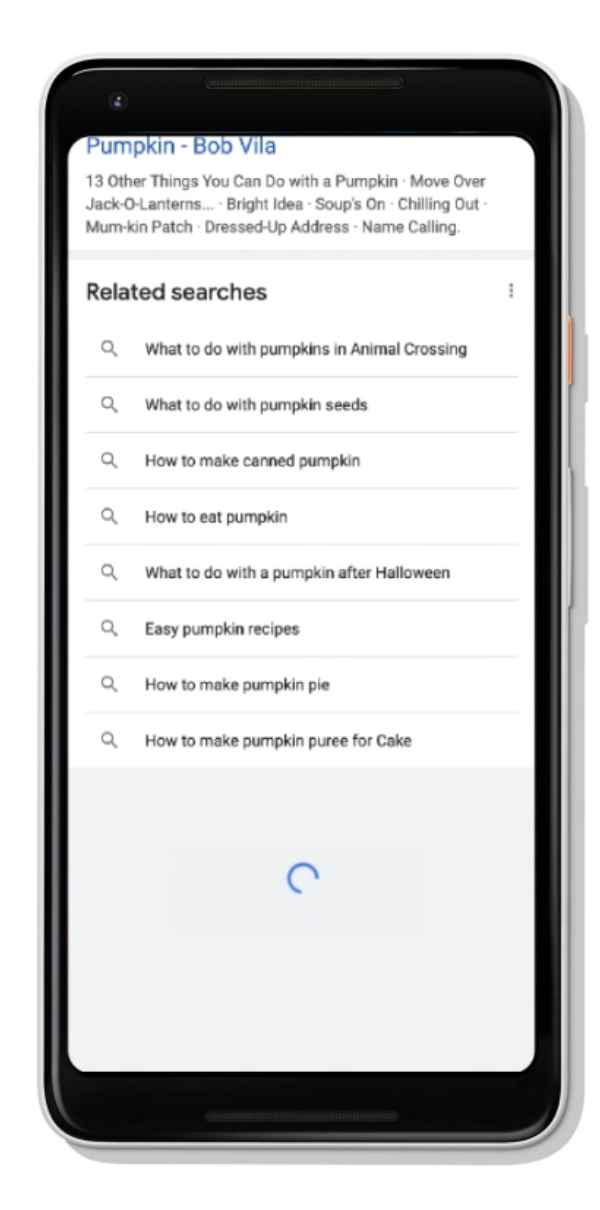 Pumpkin - Bob Vila
13 Other Things You Can Do with a Pumpkin · Move Over
Jack-O-Lanterns... · Bright Idea · Soup's On · Chilling Out ·
Mum-kin Patch · Dressed-Up Address · Name Calling.
Related searches
What to do with pumpkins in Animal Crossing
What to do with pumpkin seeds
How to make canned pumpkin
How to eat pumpkin
What to do with a pumpkin after Halloween
Easy pumpkin recipes
How to make pumpkin pie
How to make pumpkin puree for Cake